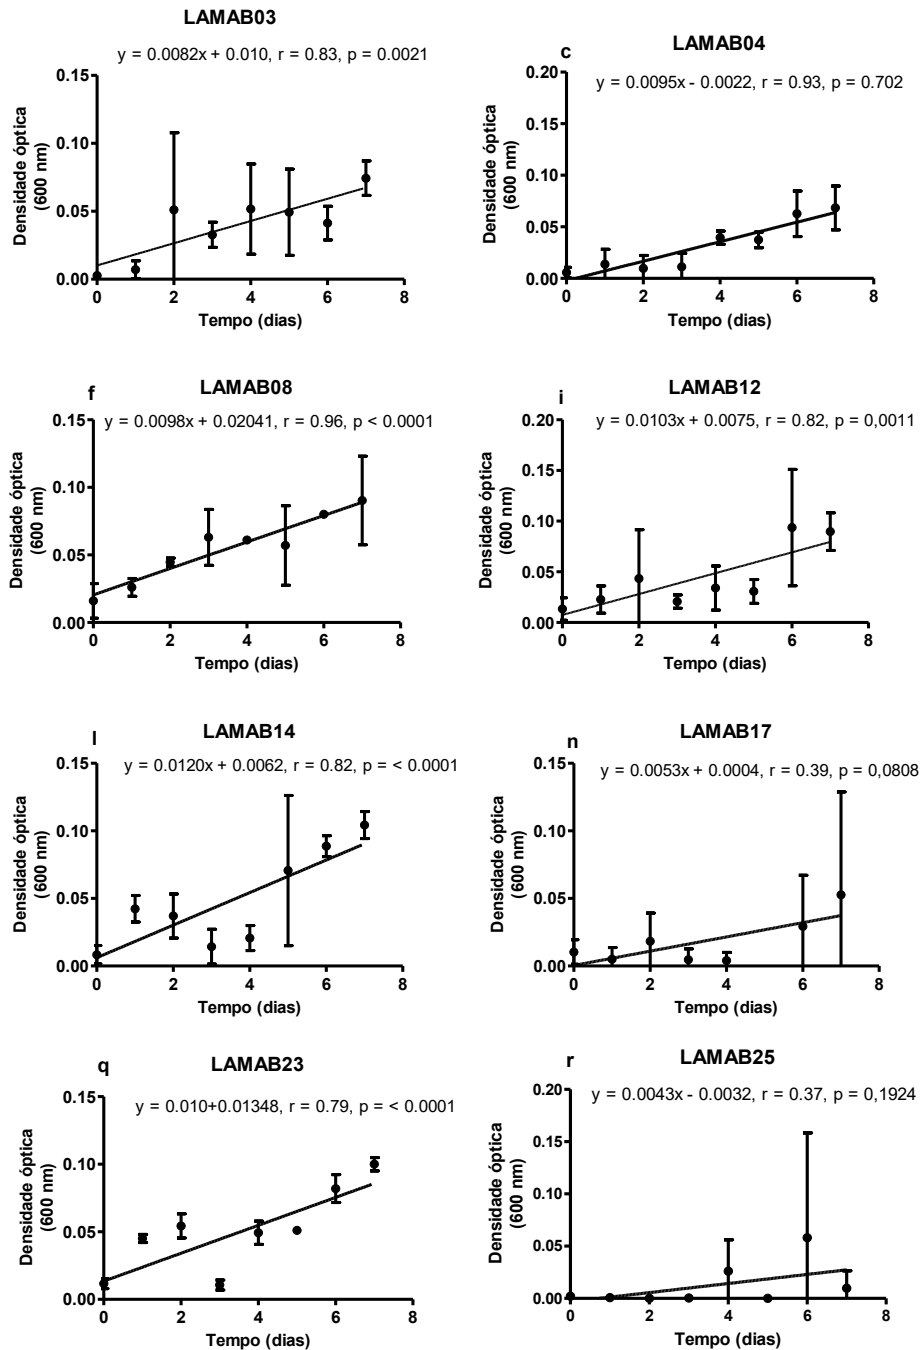 LAMAB03
y = 0.0082x + 0.010, r = 0.83, p = 0.0021
Densidade óptica
(600 nm)
0.15
0.10
0.05
0.00
0 2 4 6 8
Tempo (dias)
c
LAMAB04
y = 0.0095x - 0.0022, r = 0.93, p = 0.702
Densidade óptica
(600 nm)
0.20
0.15
0.10
0.05
0.00
0 2 4 6 8
Tempo (dias)
f
LAMAB08
y = 0.0098x + 0.02041, r = 0.96, p < 0.0001
Densidade óptica
(600 nm)
0.15
0.10
0.05
0.00
0 2 4 6 8
Tempo (dias)
i
LAMAB12
y = 0.0103x + 0.0075, r = 0.82, p = 0,0011
Densidade óptica
(600 nm)
0.20
0.15
0.10
0.05
0.00
0 2 4 6 8
Tempo (dias)
l
LAMAB14
y = 0.0120x + 0.0062, r = 0.82, p = < 0.0001
Densidade óptica
(600 nm)
0.15
0.10
0.05
0.00
0 2 4 6 8
Tempo (dias)
n
LAMAB17
y = 0.0053x + 0.0004, r = 0.39, p = 0,0808
Densidade óptica
(600 nm)
0.15
0.10
0.05
0.00
0 2 4 6 8
Tempo (dias)
q
LAMAB23
y = 0.010+0.01348, r = 0.79, p = < 0.0001
Densidade óptica
(600 nm)
0.15
0.10
0.05
0.00
0 2 4 6 8
Tempo (dias)
r
LAMAB25
y = 0.0043x - 0.0032, r = 0.37, p = 0,1924
Densidade óptica
(600 nm)
0.20
0.15
0.10
0.05
0.00
0 2 4 6 8
Tempo (dias)